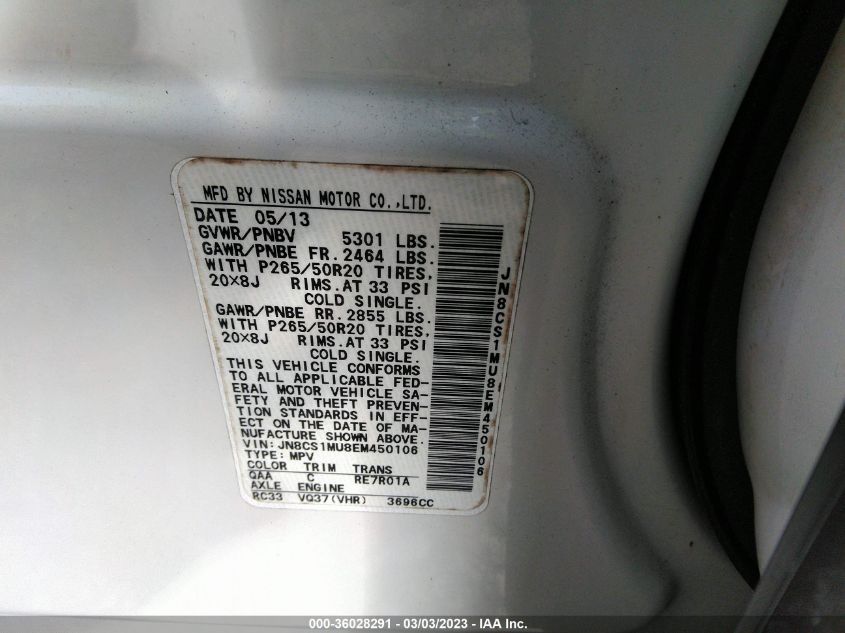 MFD BY NISSAN MOTOR CO.,LTD.
DATE 05/13
GVWR/PNBV 5301 LBS.
GAWR/PNBE FR. 2464 LBS.
WITH P265/50R20 TIRES,
20×8J RIMS.AT 33 PSI
COLD SINGLE.
GAWR/PNBE RR. 2855 LBS.
WITH P265/50R20 TIRES,
20×8J RIMS.AT 33 PSI
COLD SINGLE.
THIS VEHICLE CONFORMS
TO ALL APPLICABLE FED-
ERAL MOTOR VEHICLE SA-
FETY AND THEFT PREVEN-
TION STANDARDS IN EFF-
ECT ON THE DATE OF MA-
NUFACTURE SHOWN ABOVE.
VIN: JN8CS1MU8EM450106
TYPE: MPV
COLOR TRIM TRANS
QAA C RE7R01A
AXLE ENGINE
RC33 VQ37(VHR) 3696CC
JN8CS1MU8EM450106
000-36028291 - 03/03/2023 - IAA Inc.